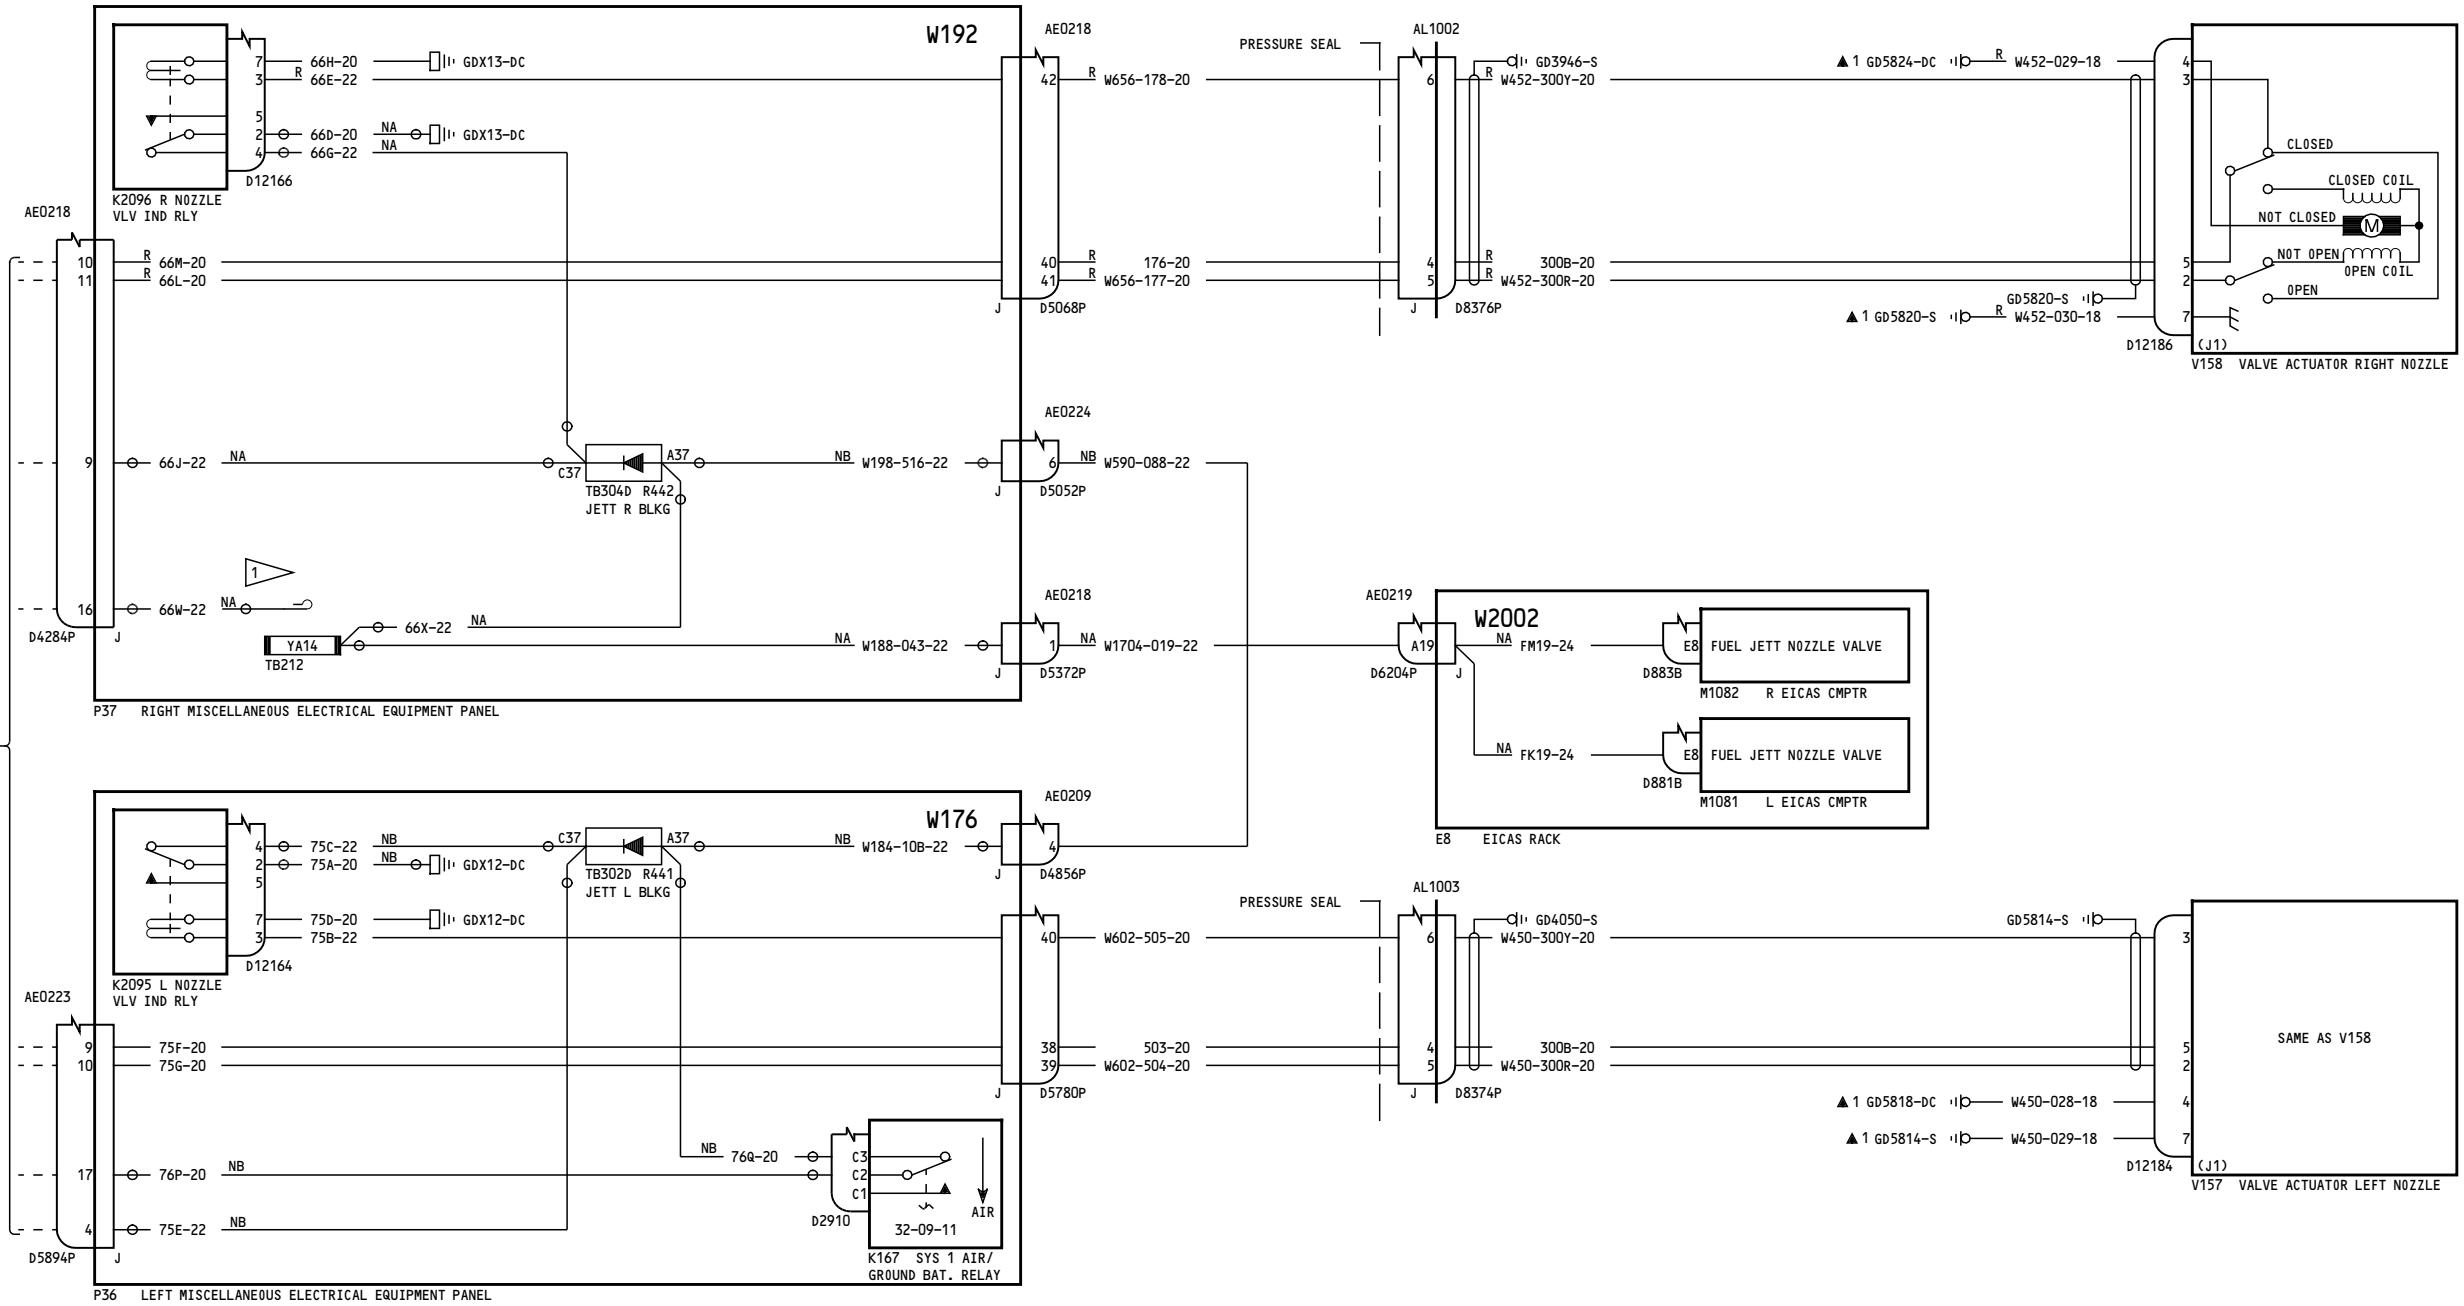 W192
7 66H-20 GDX13-DC
3 R 66E-22
5
2 66D-20 NA GDX13-DC
4 66G-22 NA
D12166
K2096 R NOZZLE
VLV IND RLY
AE0218
10 R 66M-20
11 R 66L-20
9 66J-22 NA
C37 A37
TB304D R442
JETT R BLKG
1
16 66W-22 NA
D4284P J
YA14
TB212
66X-22 NA
NB W198-516-22
NA W188-043-22
P37 RIGHT MISCELLANEOUS ELECTRICAL EQUIPMENT PANEL
AE0218
42 R W656-178-20
40 R 176-20
41 R W656-177-20
J D5068P
AE0224
6 NB W590-088-22
J D5052P
AE0218
1 NA W1704-019-22
J D5372P
PRESSURE SEAL
AL1002
GD3946-S
6 R W452-300Y-20
4 R 300B-20
5 R W452-300R-20
J D8376P
▲ 1 GD5824-DC R W452-029-18
GD5820-S
▲ 1 GD5820-S R W452-030-18
4
3
5
2
7
D12186 (J1)
CLOSED
CLOSED COIL
NOT CLOSED
M
NOT OPEN
OPEN COIL
OPEN
V158 VALVE ACTUATOR RIGHT NOZZLE
AE0219
W2002
A19
D6204P J
NA FM19-24
E8 FUEL JETT NOZZLE VALVE
D883B
M1082 R EICAS CMPTR
NA FK19-24
E8 FUEL JETT NOZZLE VALVE
D881B
M1081 L EICAS CMPTR
E8 EICAS RACK
W176
4 75C-22 NB
2 75A-20 NB GDX12-DC
5
7 75D-20 GDX12-DC
3 75B-22
D12164
K2095 L NOZZLE
VLV IND RLY
C37 A37
TB302D R441
JETT L BLKG
NB W184-10B-22
AE0209
4
J D4856P
AE0223
9 75F-20
10 75G-20
17 76P-20 NB
4 75E-22 NB
D5894P J
40 W602-505-20
38 503-20
39 W602-504-20
J D5780P
NB 76Q-20
C3
C2
C1
D2910
AIR
32-09-11
K167 SYS 1 AIR/
GROUND BAT. RELAY
P36 LEFT MISCELLANEOUS ELECTRICAL EQUIPMENT PANEL
PRESSURE SEAL
AL1003
GD4050-S
6 W450-300Y-20
4 300B-20
5 W450-300R-20
J D8374P
GD5814-S
▲ 1 GD5818-DC W450-028-18
▲ 1 GD5814-S W450-029-18
3
5
2
4
7
D12184 (J1)
SAME AS V158
V157 VALVE ACTUATOR LEFT NOZZLE